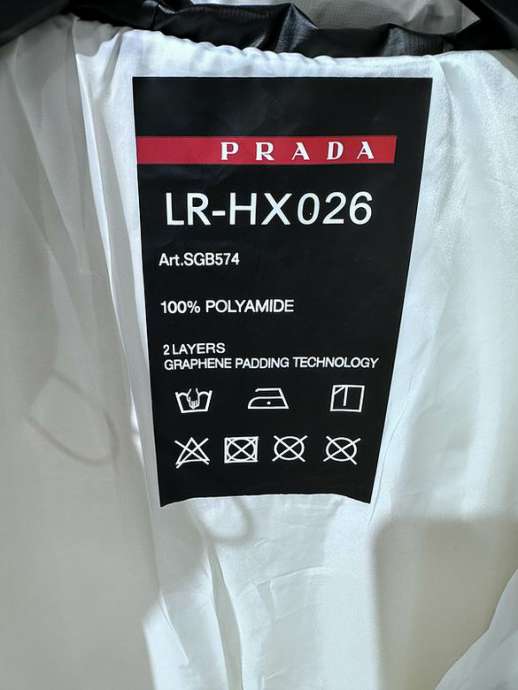 PRADA
LR-HX026
Art.SGB574
100% POLYAMIDE
2 LAYERS
GRAPHENE PADDING TECHNOLOGY